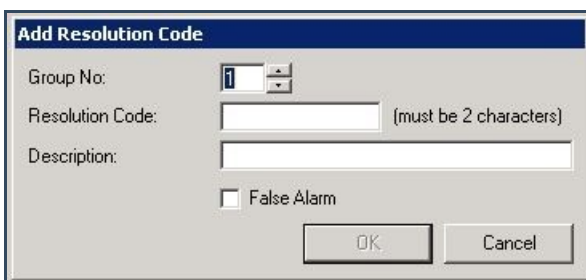 Add Resolution Code
Group No: 1
Resolution Code: (must be 2 characters)
Description:
False Alarm
OK Cancel